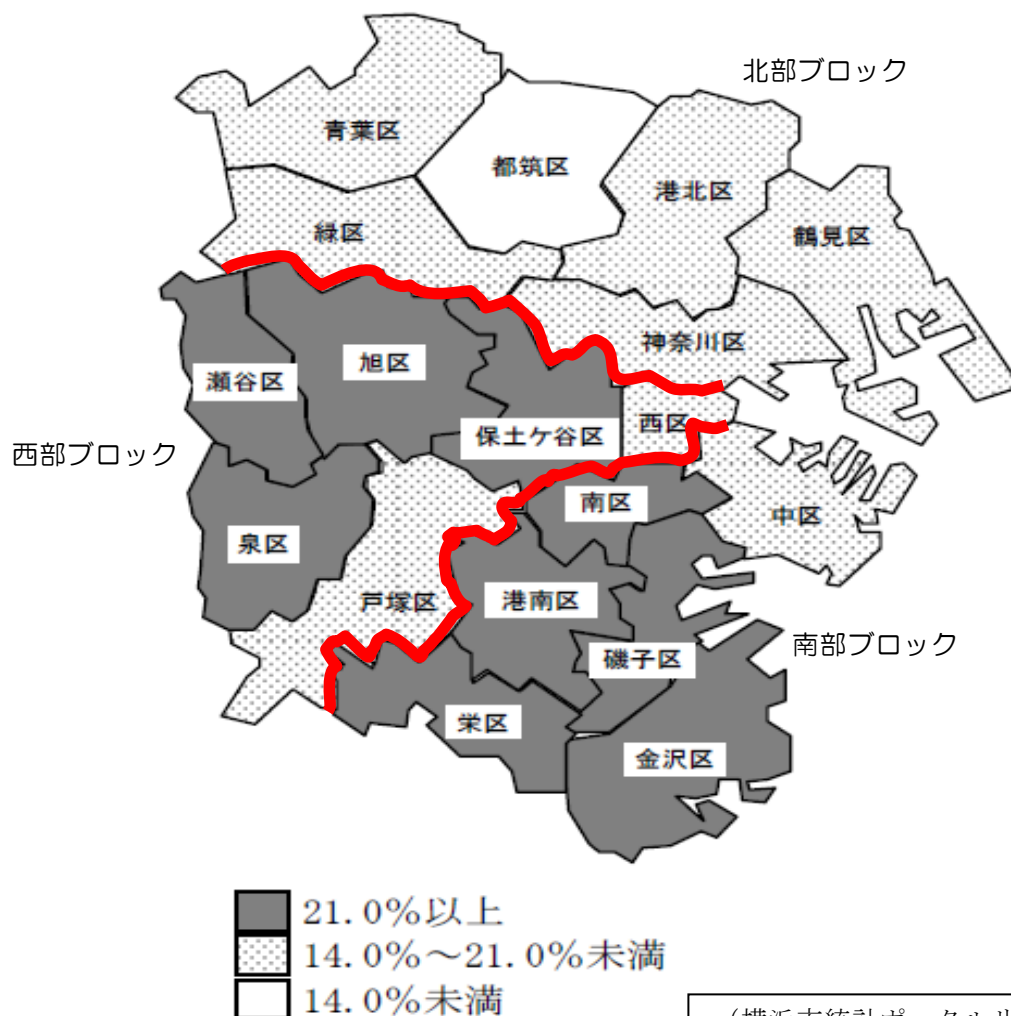 北部ブロック
青葉区
都筑区
港北区
緑区
鶴見区
神奈川区
旭区
瀬谷区
西区
保土ケ谷区
西部ブロック
南区
中区
泉区
戸塚区
港南区
南部ブロック
磯子区
栄区
金沢区
21.0%以上
14.0%～21.0%未満
14.0%未満